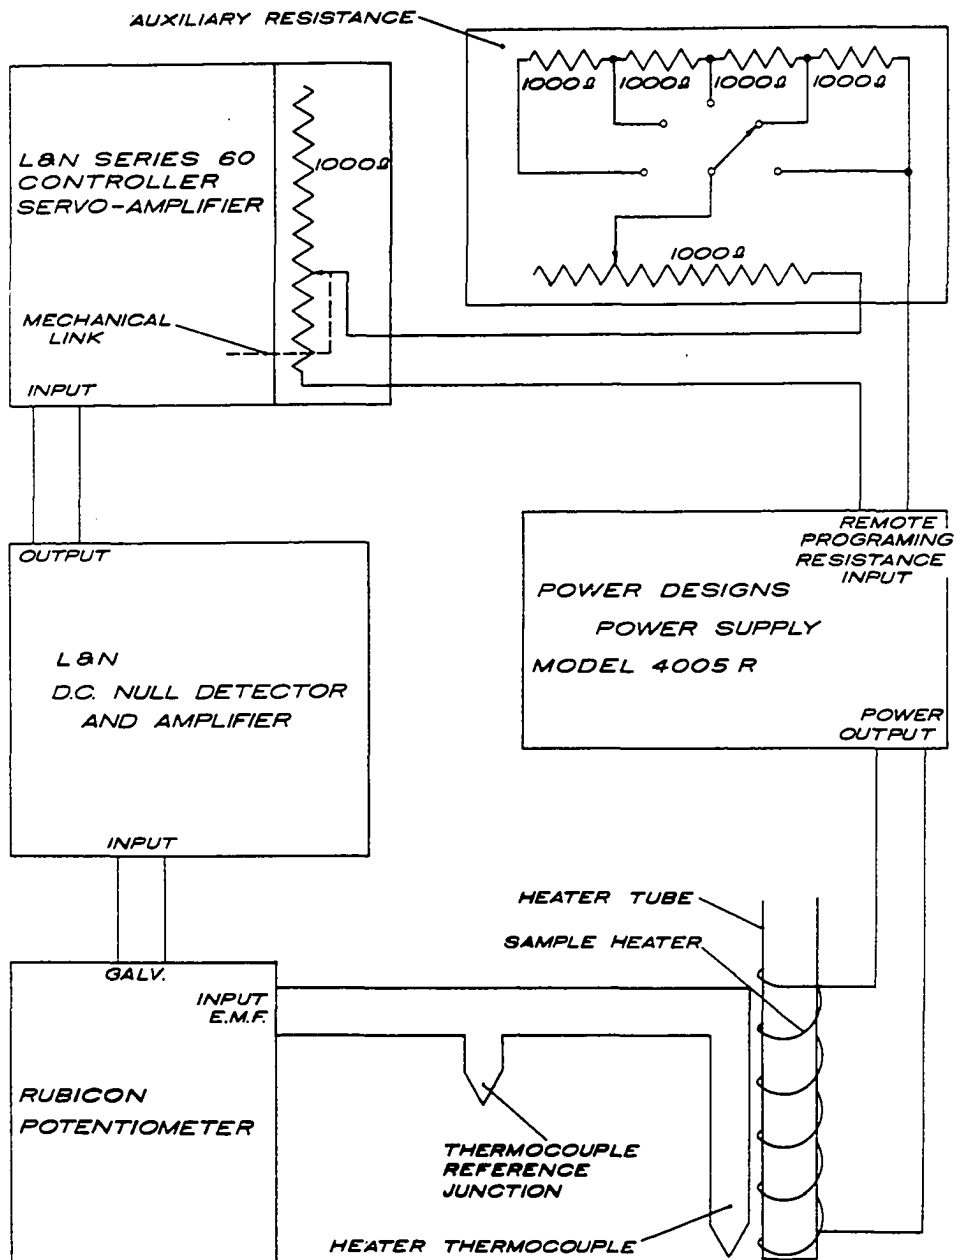 AUXILIARY RESISTANCE
1000Ω
1000Ω
1000Ω
1000Ω
1000Ω
L&N SERIES 60
CONTROLLER
SERVO-AMPLIFIER
1000Ω
MECHANICAL
LINK
INPUT
OUTPUT
L&N
D.C. NULL DETECTOR
AND AMPLIFIER
INPUT
REMOTE
PROGRAMING
RESISTANCE
INPUT
POWER DESIGNS
POWER SUPPLY
MODEL 4005 R
POWER
OUTPUT
HEATER TUBE
SAMPLE HEATER
GALV.
INPUT
E.M.F.
RUBICON
POTENTIOMETER
THERMOCOUPLE
REFERENCE
JUNCTION
HEATER THERMOCOUPLE